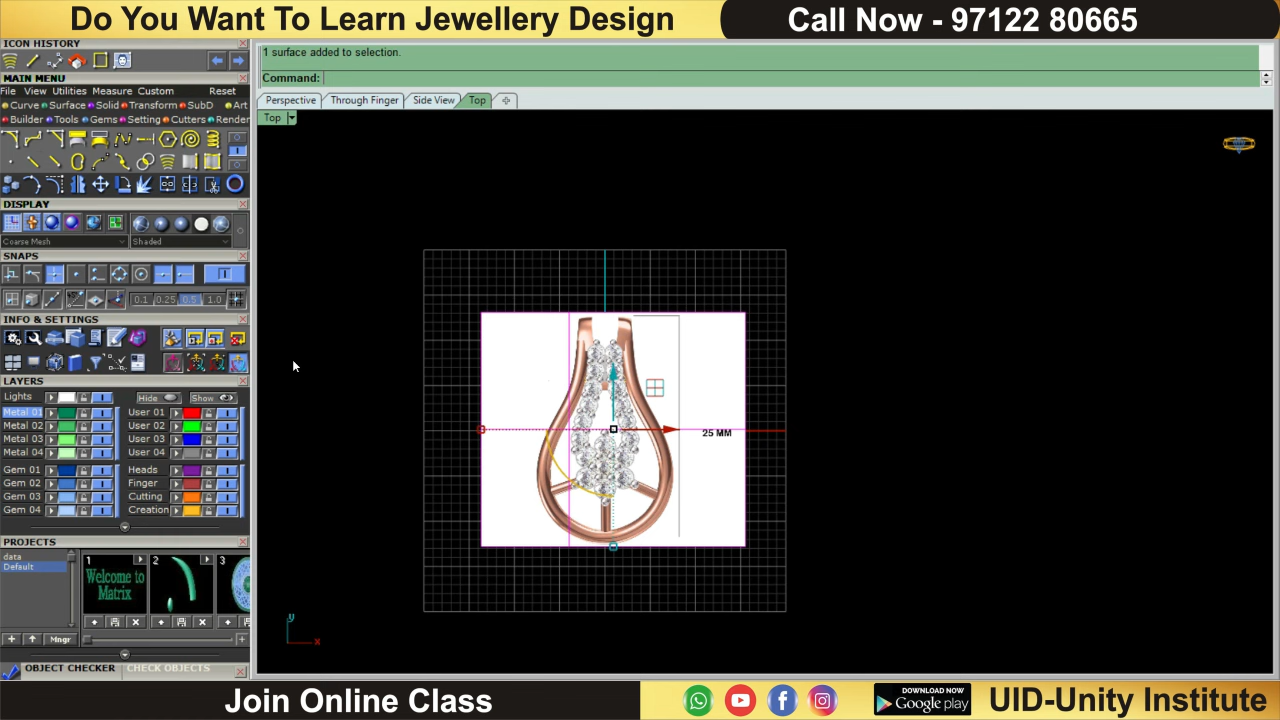 Do You Want To Learn Jewellery Design
Call Now - 97122 80665
ICON HISTORY
MAIN MENU
File View Utilities Measure Custom Reset
Curve Surface Solid Transform SubD Art
Builder Tools Gems Setting Cutters Render
DISPLAY
Coarse Mesh
Shaded
SNAPS
0.1 0.25 0.5 1.0
INFO & SETTINGS
LAYERS
Lights Hide Show
Metal 01 User 01
Metal 02 User 02
Metal 03 User 03
Metal 04 User 04
Gem 01 Heads
Gem 02 Finger
Gem 03 Cutting
Gem 04 Creation
PROJECTS
data
Default
1 2 3
Welcome to
Matrix
Mngr
OBJECT CHECKER CHECK OBJECTS
1 surface added to selection.
Command:
Perspective Through Finger Side View Top
Top
25 MM
y
x
Join Online Class
DOWNLOAD NOW
Google play
UID-Unity Institute